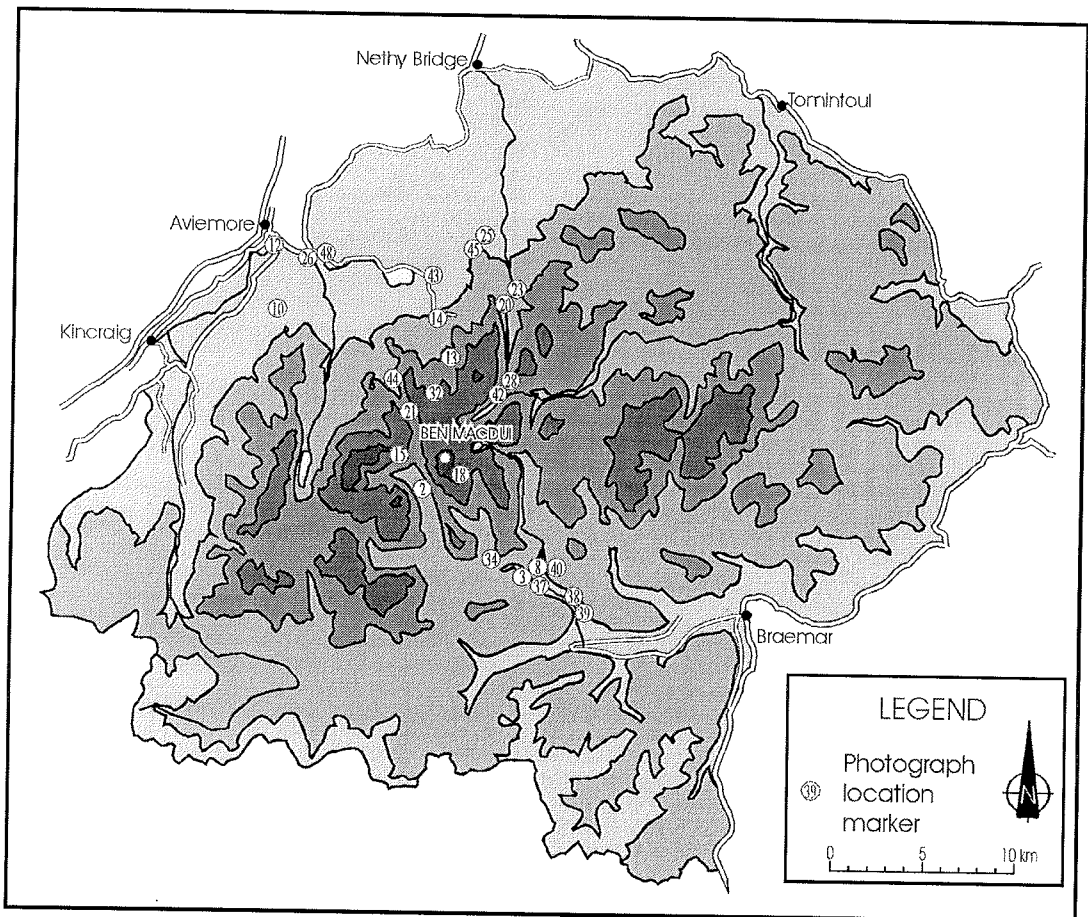 Nethy Bridge
Tomintoul
Aviemore
12
26
48
25
45
43
23
20
10
14
Kincraig
13
44
28
32
42
21
BEN MACDUI
15
18
2
34
8
40
3
37
38
39
Braemar
LEGEND
N
39
Photograph
location
marker
0 5 10 km